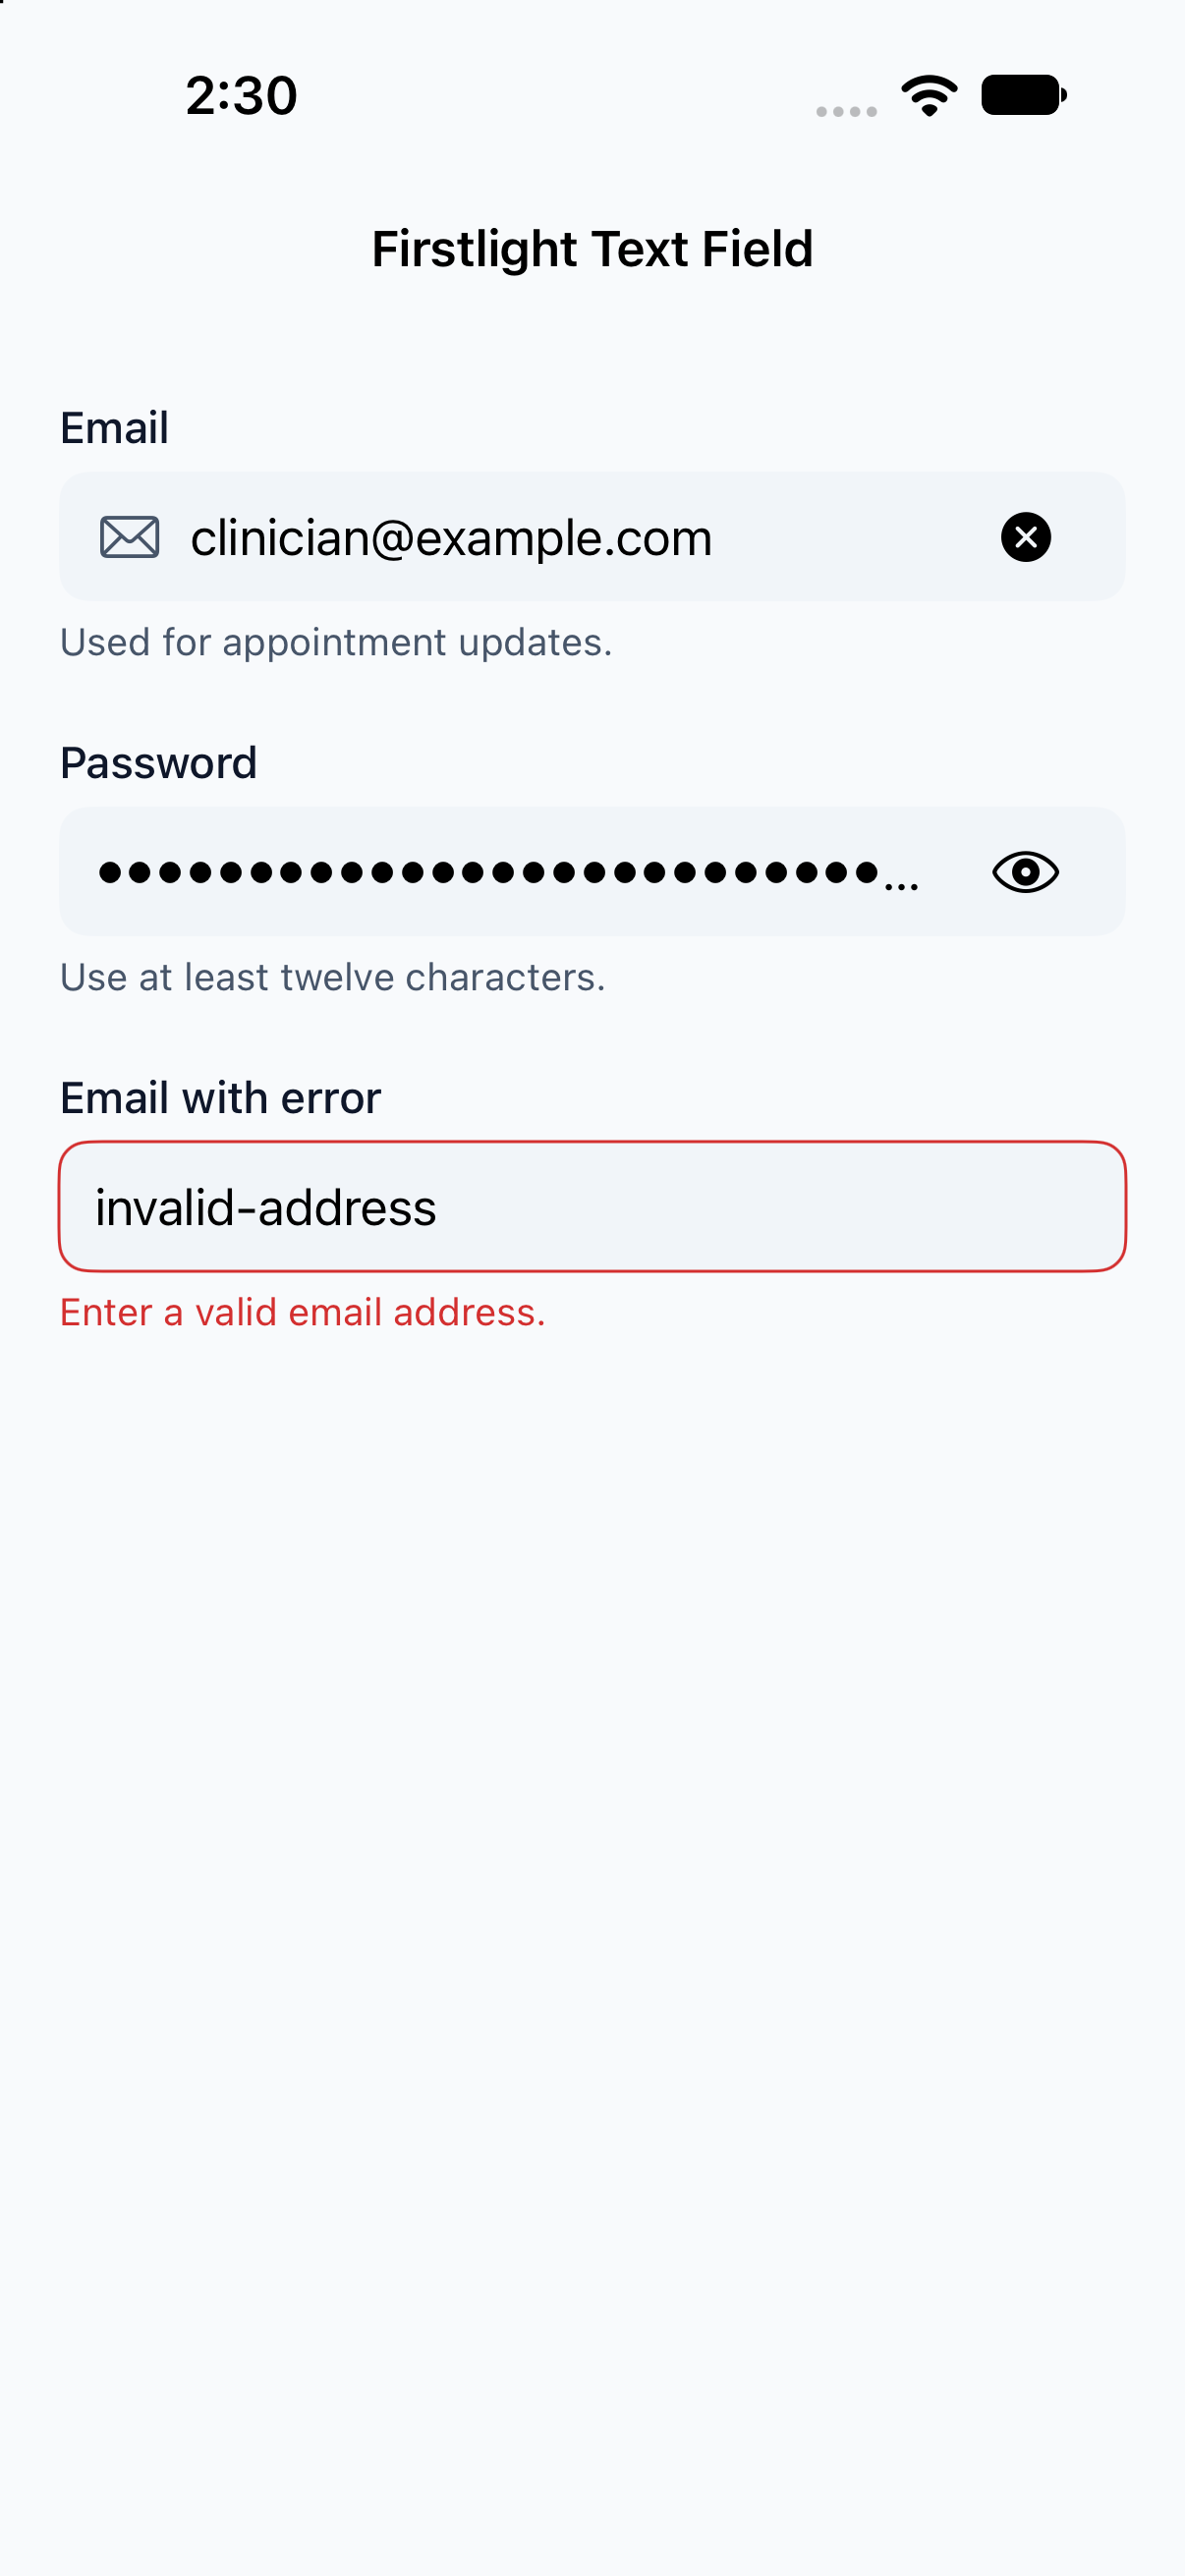 2:30
Firstlight Text Field
Email
clinician@example.com
Used for appointment updates.
Password
●●●●●●●●●●●●●●●●●●●●●●●●●●...
Use at least twelve characters.
Email with error
invalid-address
Enter a valid email address.